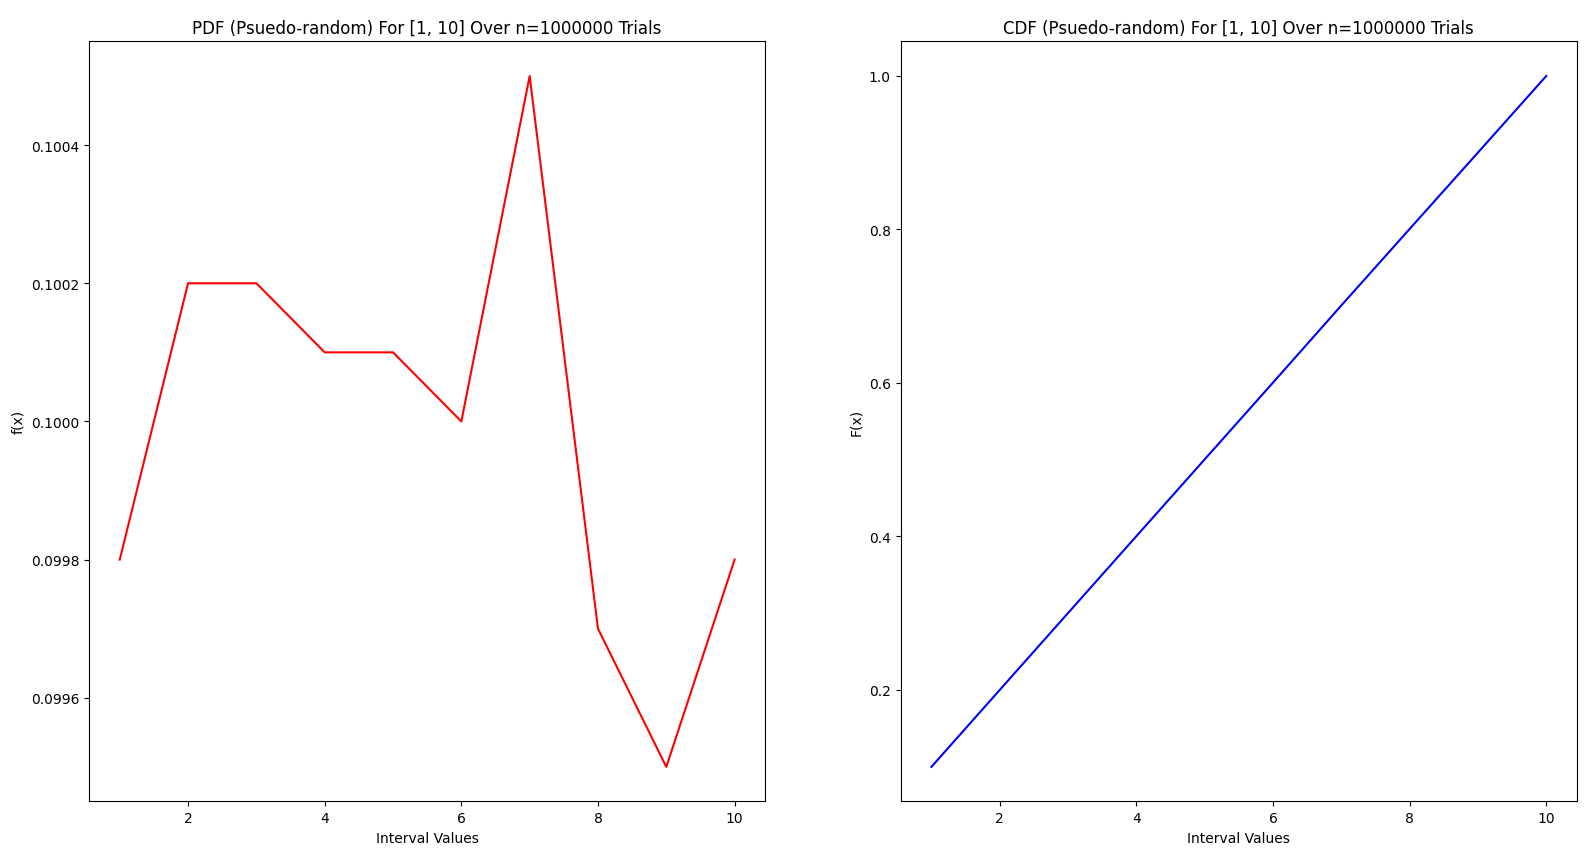 PDF (Psuedo-random) For [1, 10] Over n=1000000 Trials
0.1004
0.1002
0.1000
0.0998
0.0996
f(x)
2 4 6 8 10
Interval Values
CDF (Psuedo-random) For [1, 10] Over n=1000000 Trials
1.0
0.8
0.6
0.4
0.2
F(x)
2 4 6 8 10
Interval Values